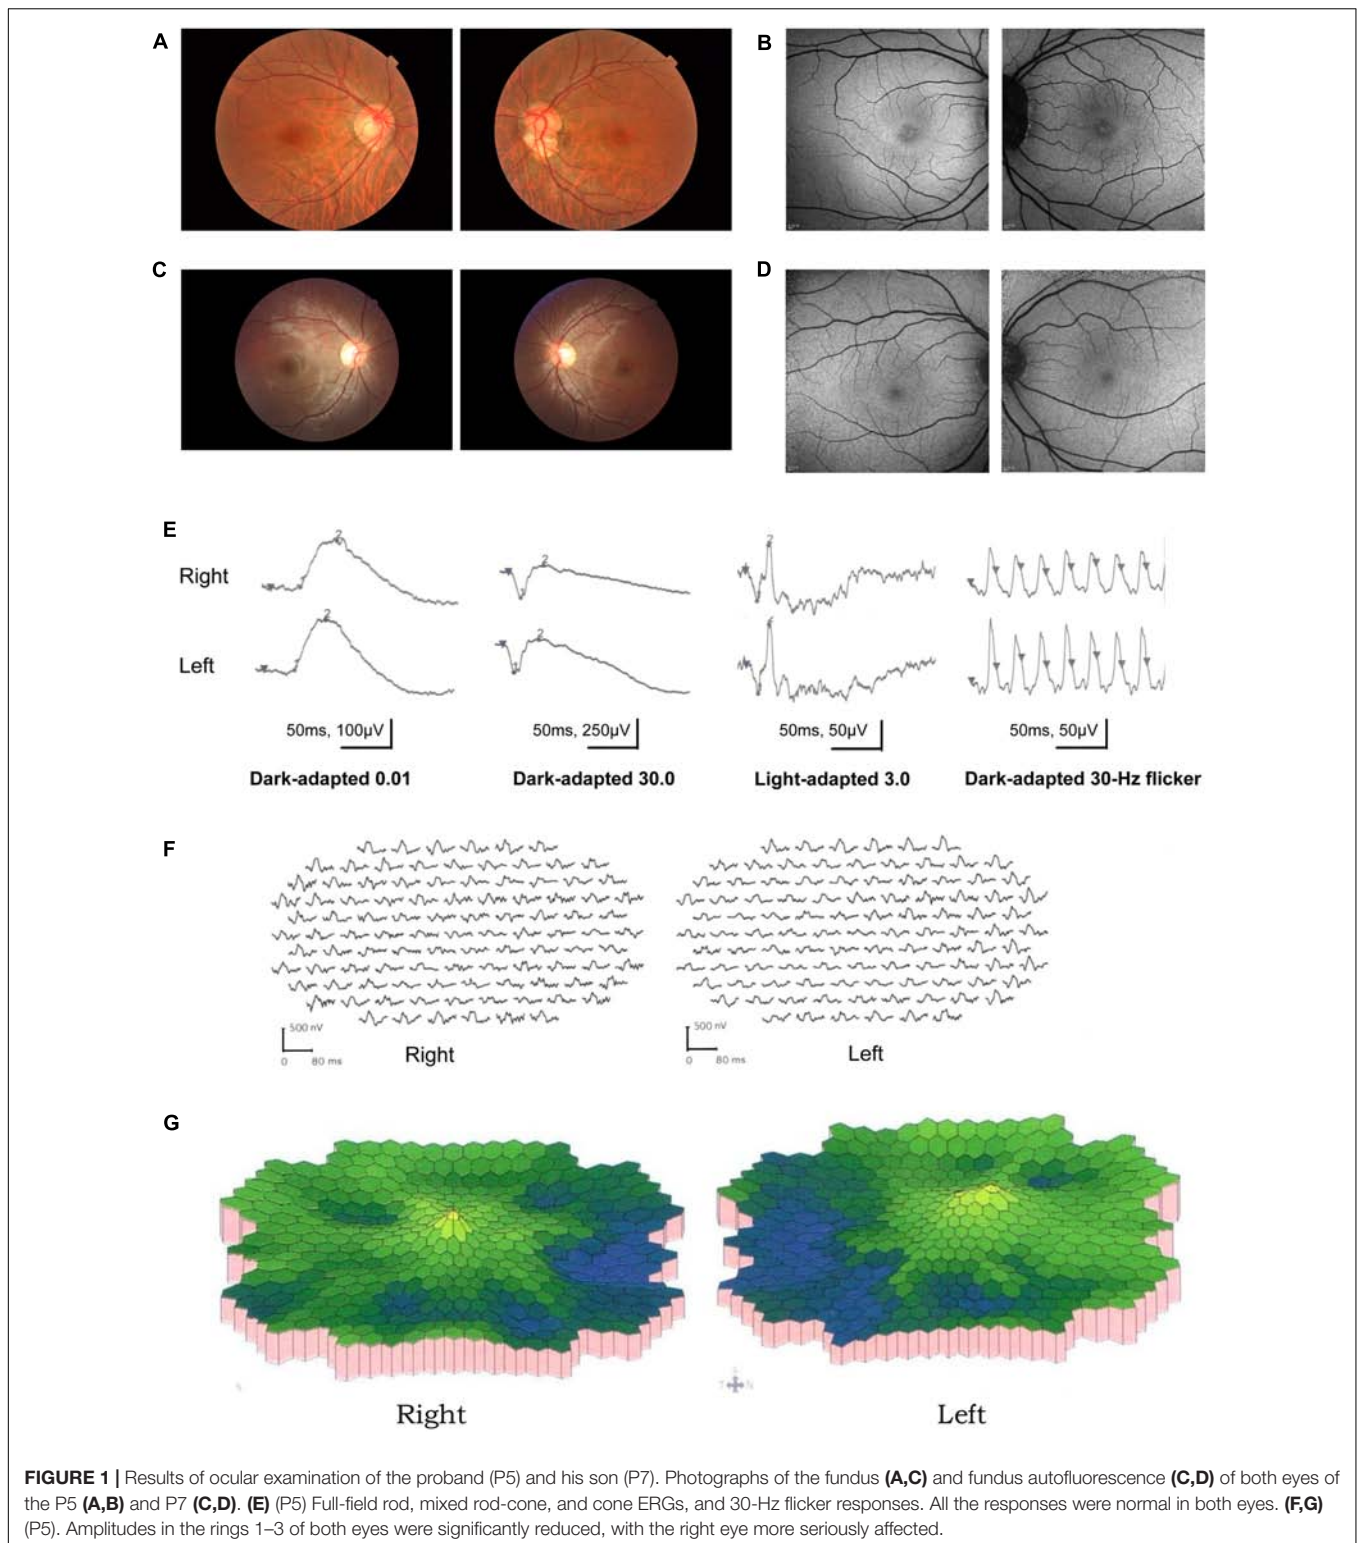 A
B
C
D
E
Right
Left
2
2
2
2
2
50ms, 100µV
50ms, 250µV
50ms, 50µV
50ms, 50µV
Dark-adapted 0.01
Dark-adapted 30.0
Light-adapted 3.0
Dark-adapted 30-Hz flicker
F
500 nV
0 80 ms
Right
500 nV
0 80 ms
Left
G
T N
Right
Left
FIGURE 1 | Results of ocular examination of the proband (P5) and his son (P7). Photographs of the fundus (A,C) and fundus autofluorescence (C,D) of both eyes of
the P5 (A,B) and P7 (C,D). (E) (P5) Full-field rod, mixed rod-cone, and cone ERGs, and 30-Hz flicker responses. All the responses were normal in both eyes. (F,G)
(P5). Amplitudes in the rings 1–3 of both eyes were significantly reduced, with the right eye more seriously affected.